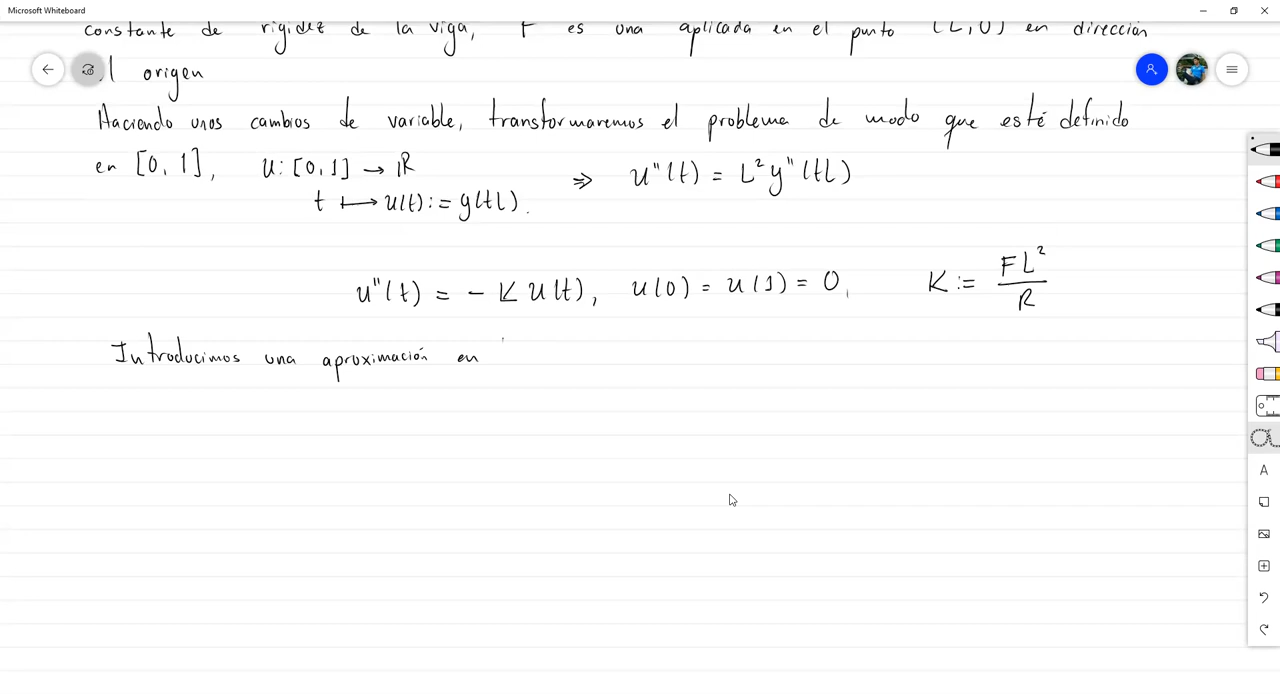 Microsoft Whiteboard
constante de rigidez de la viga, F es una aplicada en el punto (L, 0) en dirección
l origen
Haciendo unos cambios de variable, transformaremos el problema de modo que esté definido
en [0, 1], u: [0, 1] → ℝ ⇒ u''(t) = L² y''(tL)
t ↦ u(t) := y(tL).
u''(t) = - K u(t), u(0) = u(1) = 0, K := FL²/R
Introducimos una aproximación en
A